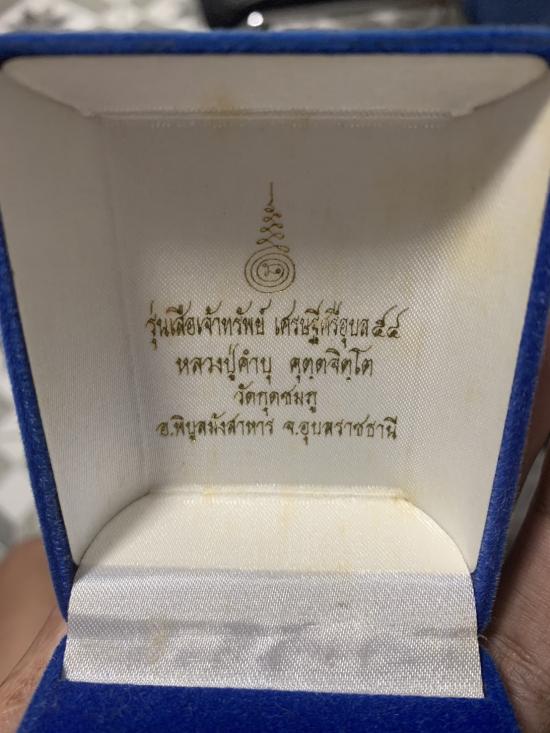 รุ่นเสือเจ้าทรัพย์ เศรษฐีศรีอุบล๕๔
หลวงปู่คำบุ คุตฺตจิตฺโต
วัดกุดชมภู
อ.พิบูลมังสาหาร จ.อุบลราชธานี